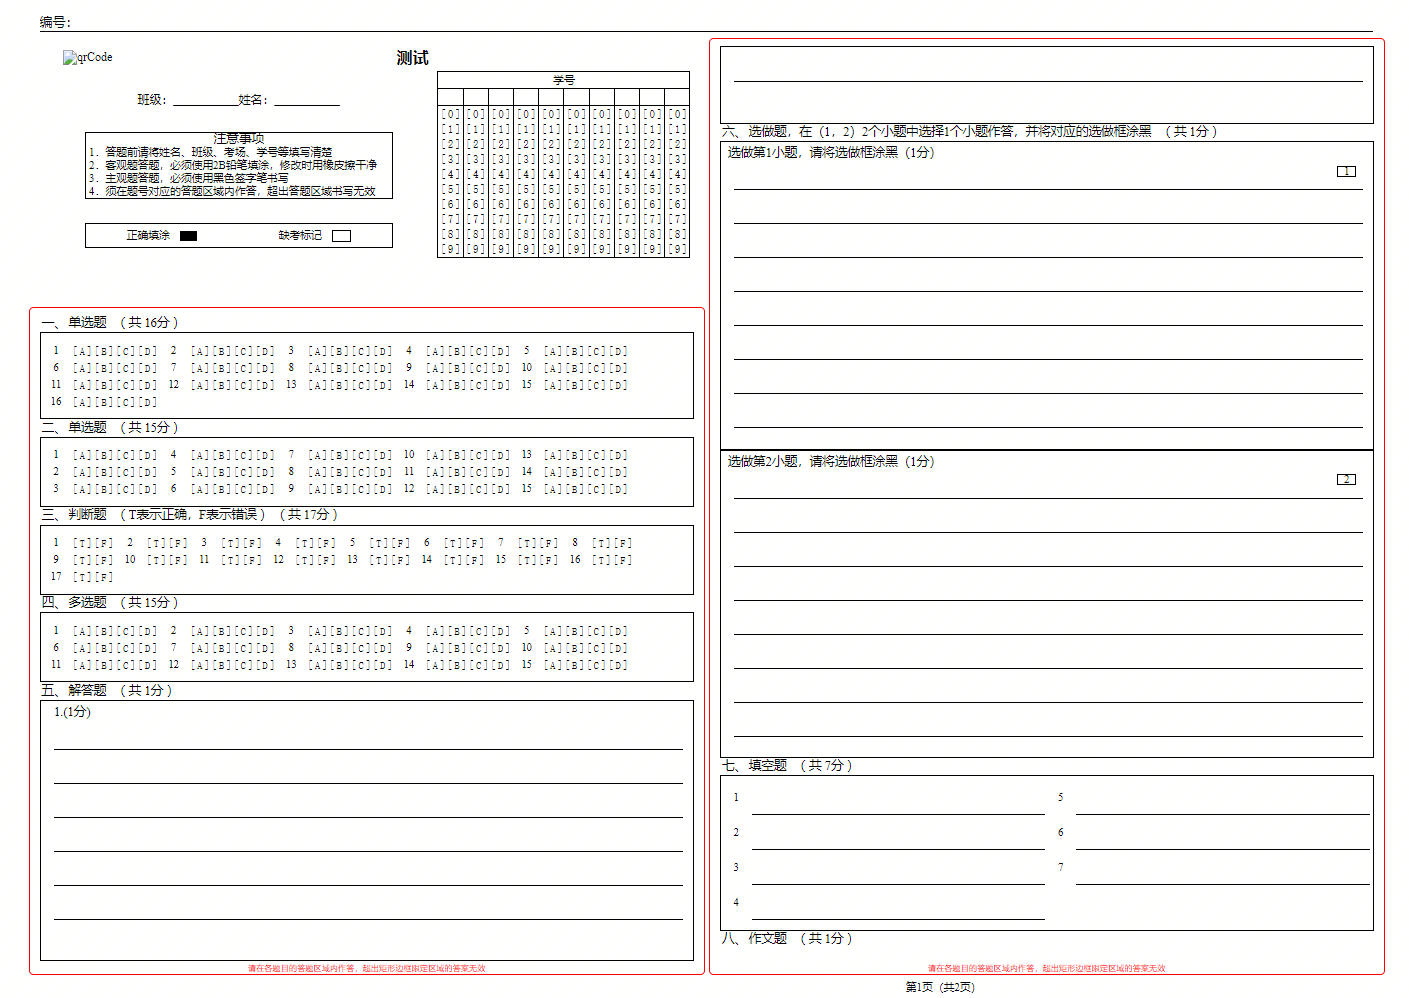 编号：
qrCode
测试
班级：__________姓名：__________
注意事项
1．答题前请将姓名、班级、考场、学号等填写清楚
2．客观题答题，必须使用2B铅笔填涂，修改时用橡皮擦干净
3．主观题答题，必须使用黑色签字笔书写
4．须在题号对应的答题区域内作答，超出答题区域书写无效
正确填涂 缺考标记
学号
[0] [0] [0] [0] [0] [0] [0] [0] [0] [0]
[1] [1] [1] [1] [1] [1] [1] [1] [1] [1]
[2] [2] [2] [2] [2] [2] [2] [2] [2] [2]
[3] [3] [3] [3] [3] [3] [3] [3] [3] [3]
[4] [4] [4] [4] [4] [4] [4] [4] [4] [4]
[5] [5] [5] [5] [5] [5] [5] [5] [5] [5]
[6] [6] [6] [6] [6] [6] [6] [6] [6] [6]
[7] [7] [7] [7] [7] [7] [7] [7] [7] [7]
[8] [8] [8] [8] [8] [8] [8] [8] [8] [8]
[9] [9] [9] [9] [9] [9] [9] [9] [9] [9]
一、单选题 （共16分）
1 [A][B][C][D] 2 [A][B][C][D] 3 [A][B][C][D] 4 [A][B][C][D] 5 [A][B][C][D]
6 [A][B][C][D] 7 [A][B][C][D] 8 [A][B][C][D] 9 [A][B][C][D] 10 [A][B][C][D]
11 [A][B][C][D] 12 [A][B][C][D] 13 [A][B][C][D] 14 [A][B][C][D] 15 [A][B][C][D]
16 [A][B][C][D]
二、单选题 （共15分）
1 [A][B][C][D] 4 [A][B][C][D] 7 [A][B][C][D] 10 [A][B][C][D] 13 [A][B][C][D]
2 [A][B][C][D] 5 [A][B][C][D] 8 [A][B][C][D] 11 [A][B][C][D] 14 [A][B][C][D]
3 [A][B][C][D] 6 [A][B][C][D] 9 [A][B][C][D] 12 [A][B][C][D] 15 [A][B][C][D]
三、判断题 （T表示正确，F表示错误）（共17分）
1 [T][F] 2 [T][F] 3 [T][F] 4 [T][F] 5 [T][F] 6 [T][F] 7 [T][F] 8 [T][F]
9 [T][F] 10 [T][F] 11 [T][F] 12 [T][F] 13 [T][F] 14 [T][F] 15 [T][F] 16 [T][F]
17 [T][F]
四、多选题 （共15分）
1 [A][B][C][D] 2 [A][B][C][D] 3 [A][B][C][D] 4 [A][B][C][D] 5 [A][B][C][D]
6 [A][B][C][D] 7 [A][B][C][D] 8 [A][B][C][D] 9 [A][B][C][D] 10 [A][B][C][D]
11 [A][B][C][D] 12 [A][B][C][D] 13 [A][B][C][D] 14 [A][B][C][D] 15 [A][B][C][D]
五、解答题 （共1分）
1.(1分)
请在各题目的答题区域内作答，超出矩形边框限定区域的答案无效
六、选做题，在（1，2）2个小题中选择1个小题作答，并将对应的选做框涂黑 （共1分）
选做第1小题，请将选做框涂黑（1分）
1
选做第2小题，请将选做框涂黑（1分）
2
七、填空题 （共7分）
1 5
2 6
3 7
4
八、作文题 （共1分）
请在各题目的答题区域内作答，超出矩形边框限定区域的答案无效
第1页 (共2页)